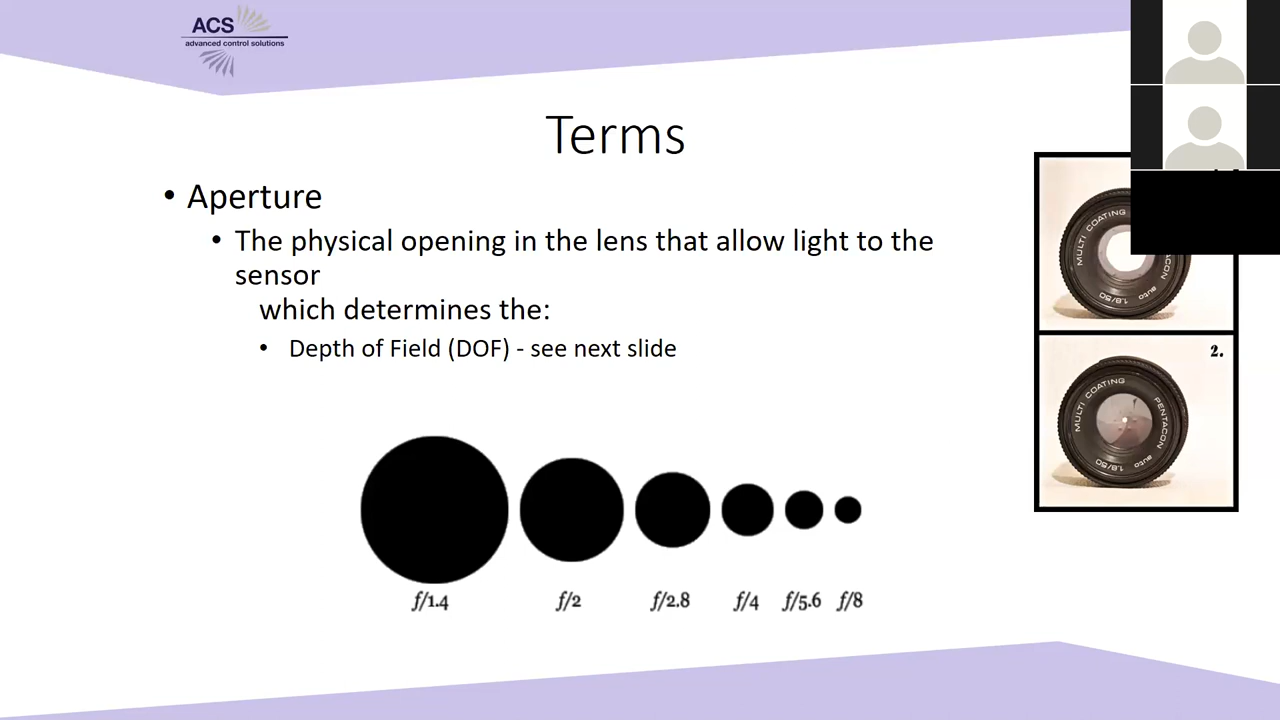 ACS
advanced control solutions
Terms
• Aperture
• The physical opening in the lens that allow light to the
sensor
which determines the:
• Depth of Field (DOF) - see next slide
MULTI COATING
auto 1.8/50
2.
MULTI COATING
PENTACON
auto 1.8/50
f/1.4 f/2 f/2.8 f/4 f/5.6 f/8